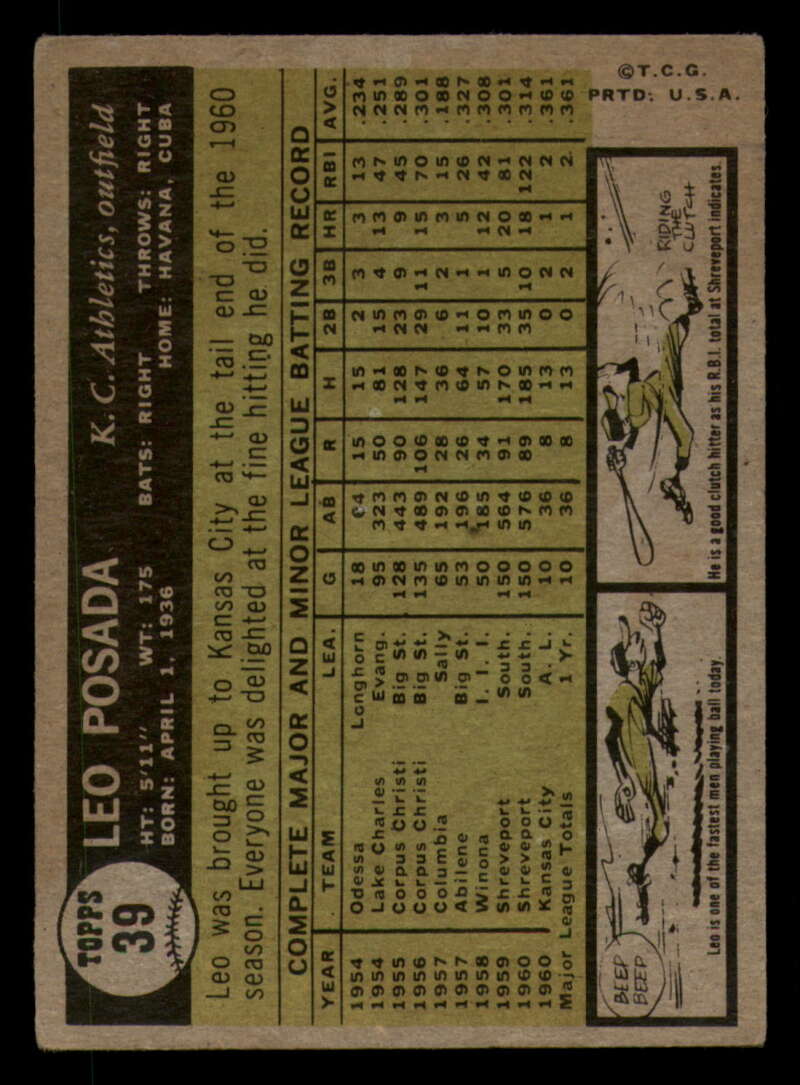 TOPPS
39
LEO POSADA
K. C. Athletics, outfield
HT: 5'11" WT: 175 BATS: RIGHT THROWS: RIGHT
BORN: APRIL 1, 1936 HOME: HAVANA, CUBA
Leo was brought up to Kansas City at the tail end of the 1960
season. Everyone was delighted at the fine hitting he did.
COMPLETE MAJOR AND MINOR LEAGUE BATTING RECORD
YEAR TEAM LEA. G AB R H 2B 3B HR RBI AVG.
1954 Odessa Longhorn 18 64 15 15 2 3 3 13 .234
1954 Lake Charles Evang. 95 323 50 81 15 4 13 47 .251
1955 Corpus Christi Big St. 128 443 90 128 23 9 9 45 .289
1956 Corpus Christi Big St. 135 489 106 147 29 11 15 70 .301
1957 Columbia Sally 65 192 28 36 6 2 3 15 .188
1957 Abilene Big St. 53 196 26 64 11 1 5 26 .327
1958 Winona I. I. I. 50 185 34 57 10 1 12 42 .308
1959 Shreveport South. 150 564 91 170 33 5 20 81 .301
1960 Shreveport South. 150 576 89 185 35 10 18 122 .314
1960 Kansas City A. L. 10 36 8 13 0 2 1 2 .361
Major League Totals 1 Yr. 10 36 8 13 0 2 1 2 .361
BEEP
BEEP
Leo is one of the fastest men playing ball today.
RIDING
THE
CLUTCH
He is a good clutch hitter as his R.B.I. total at Shreveport indicates.
©T.C.G.
PRTD: U.S.A.